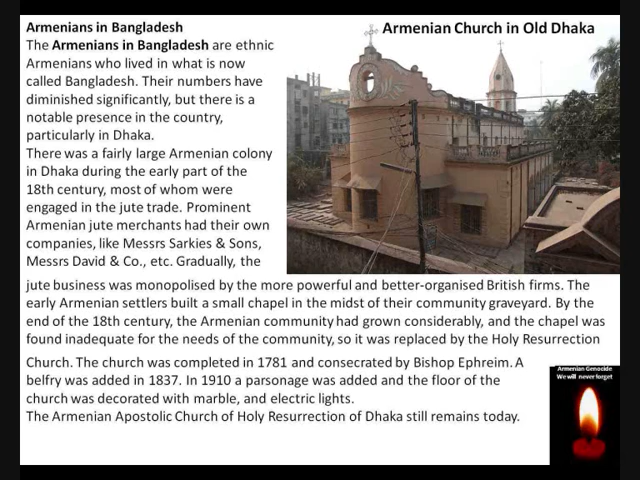 Armenians in Bangladesh
The Armenians in Bangladesh are ethnic
Armenians who lived in what is now
called Bangladesh. Their numbers have
diminished significantly, but there is a
notable presence in the country,
particularly in Dhaka.
There was a fairly large Armenian colony
in Dhaka during the early part of the
18th century, most of whom were
engaged in the jute trade. Prominent
Armenian jute merchants had their own
companies, like Messrs Sarkies & Sons,
Messrs David & Co., etc. Gradually, the
Armenian Church in Old Dhaka
jute business was monopolised by the more powerful and better-organised British firms. The
early Armenian settlers built a small chapel in the midst of their community graveyard. By the
end of the 18th century, the Armenian community had grown considerably, and the chapel was
found inadequate for the needs of the community, so it was replaced by the Holy Resurrection
Church. The church was completed in 1781 and consecrated by Bishop Ephreim. A
belfry was added in 1837. In 1910 a parsonage was added and the floor of the
church was decorated with marble, and electric lights.
The Armenian Apostolic Church of Holy Resurrection of Dhaka still remains today.
Armenian Genocide
We will never forget